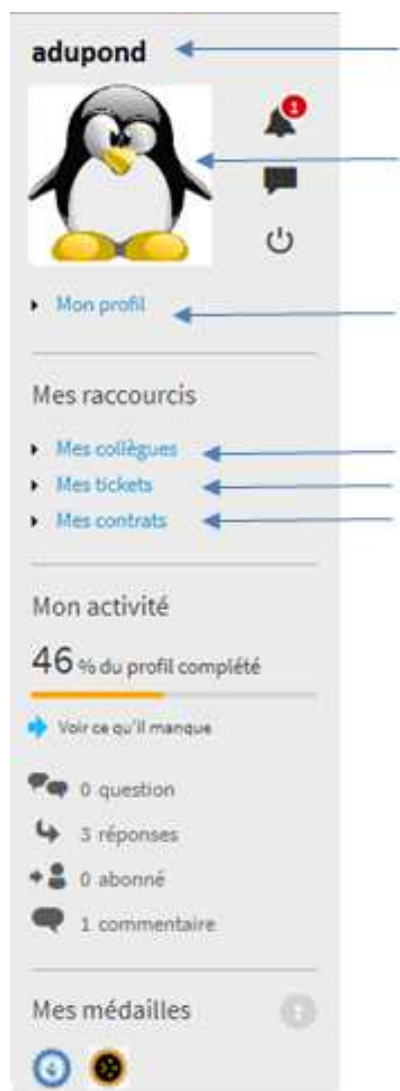 adupond
1
Mon profil
Mes raccourcis
Mes collègues
Mes tickets
Mes contrats
Mon activité
46 % du profil complété
Voir ce qu'il manque
0 question
3 réponses
0 abonné
1 commentaire
Mes médailles